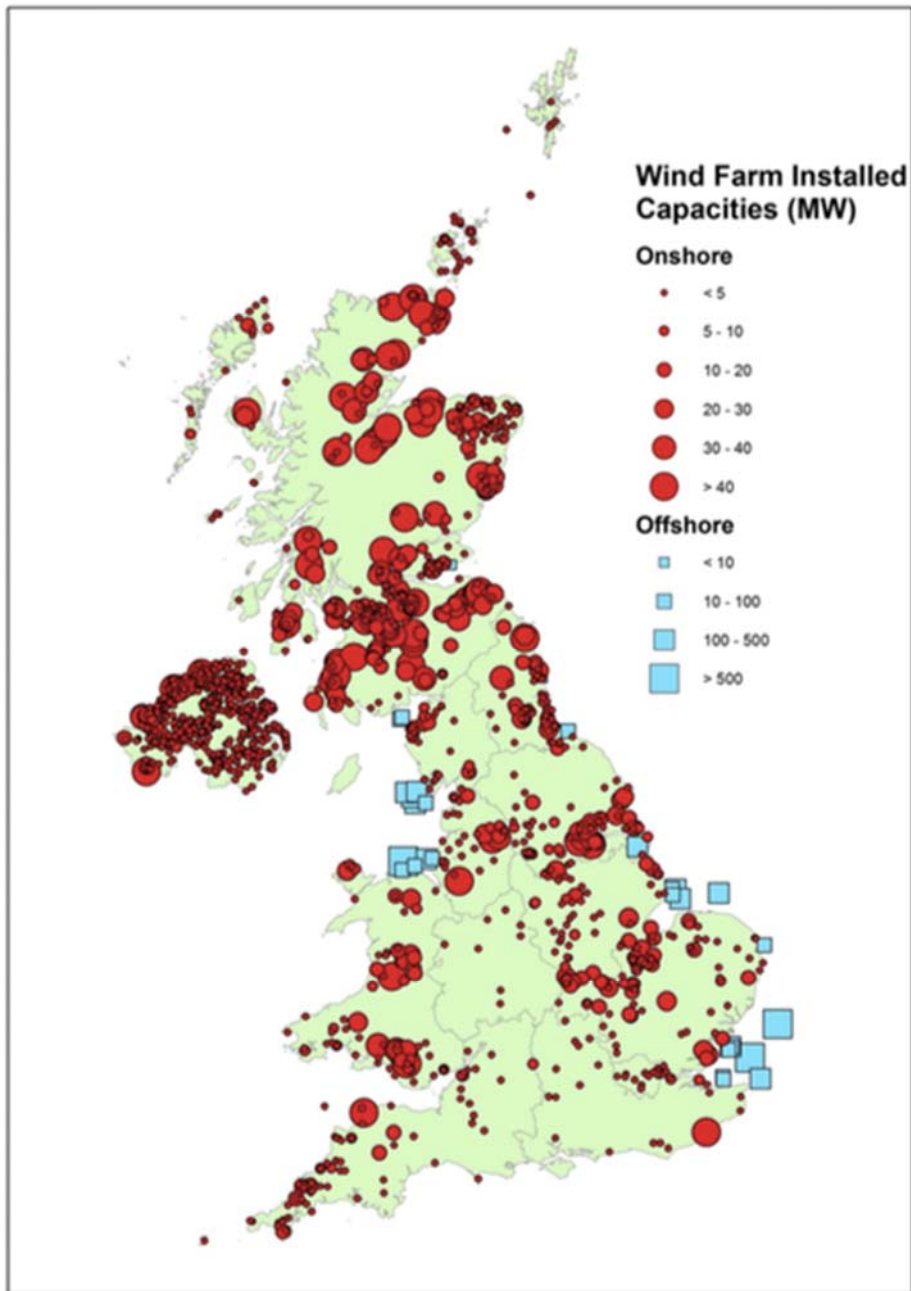 Wind Farm Installed
Capacities (MW)
Onshore
< 5
5 - 10
10 - 20
20 - 30
30 - 40
> 40
Offshore
< 10
10 - 100
100 - 500
> 500